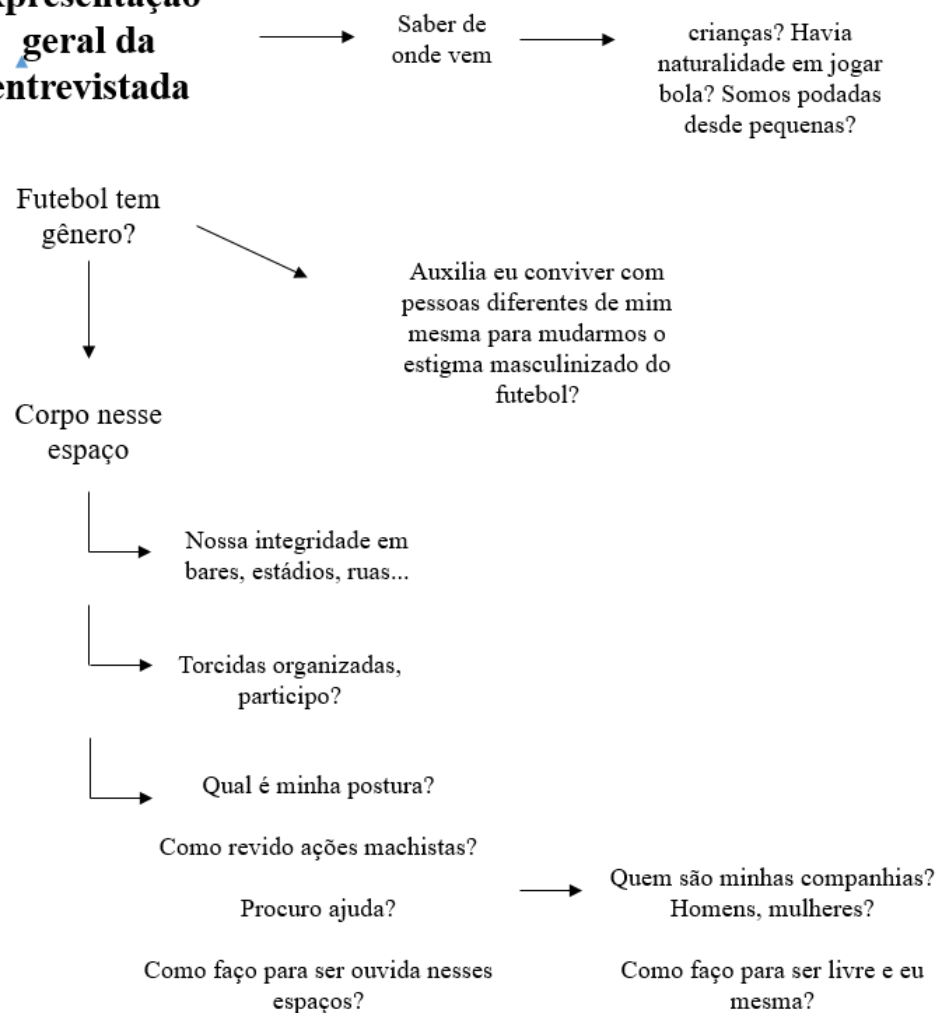 geral da
entrevistada
Saber de
onde vem
crianças? Havia
naturalidade em jogar
bola? Somos podadas
desde pequenas?
Futebol tem
gênero?
Auxilia eu conviver com
pessoas diferentes de mim
mesma para mudarmos o
estigma masculinizado do
futebol?
Corpo nesse
espaço
Nossa integridade em
bares, estádios, ruas...
Torcidas organizadas,
participo?
Qual é minha postura?
Como revido ações machistas?
Procuro ajuda?
Como faço para ser ouvida nesses
espaços?
Quem são minhas companhias?
Homens, mulheres?
Como faço para ser livre e eu
mesma?